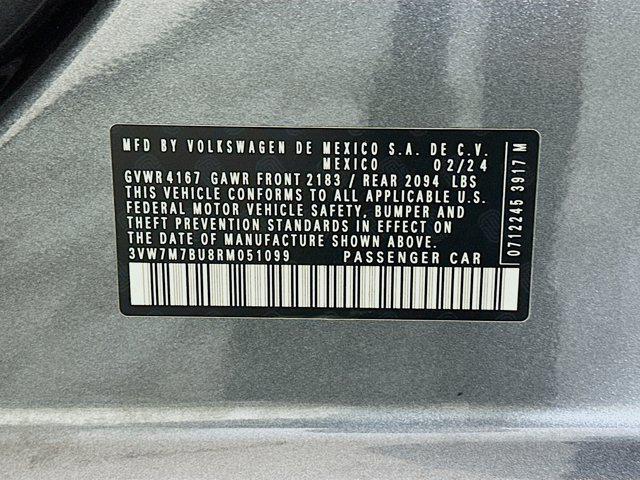 MFD BY VOLKSWAGEN DE MEXICO S.A. DE C.V.
MEXICO 02/24
GVWR 4167 GAWR FRONT 2183 / REAR 2094 LBS
THIS VEHICLE CONFORMS TO ALL APPLICABLE U.S.
FEDERAL MOTOR VEHICLE SAFETY, BUMPER AND
THEFT PREVENTION STANDARDS IN EFFECT ON
THE DATE OF MANUFACTURE SHOWN ABOVE.
3VW7M7BU8RM051099 PASSENGER CAR
0712245 3917 M